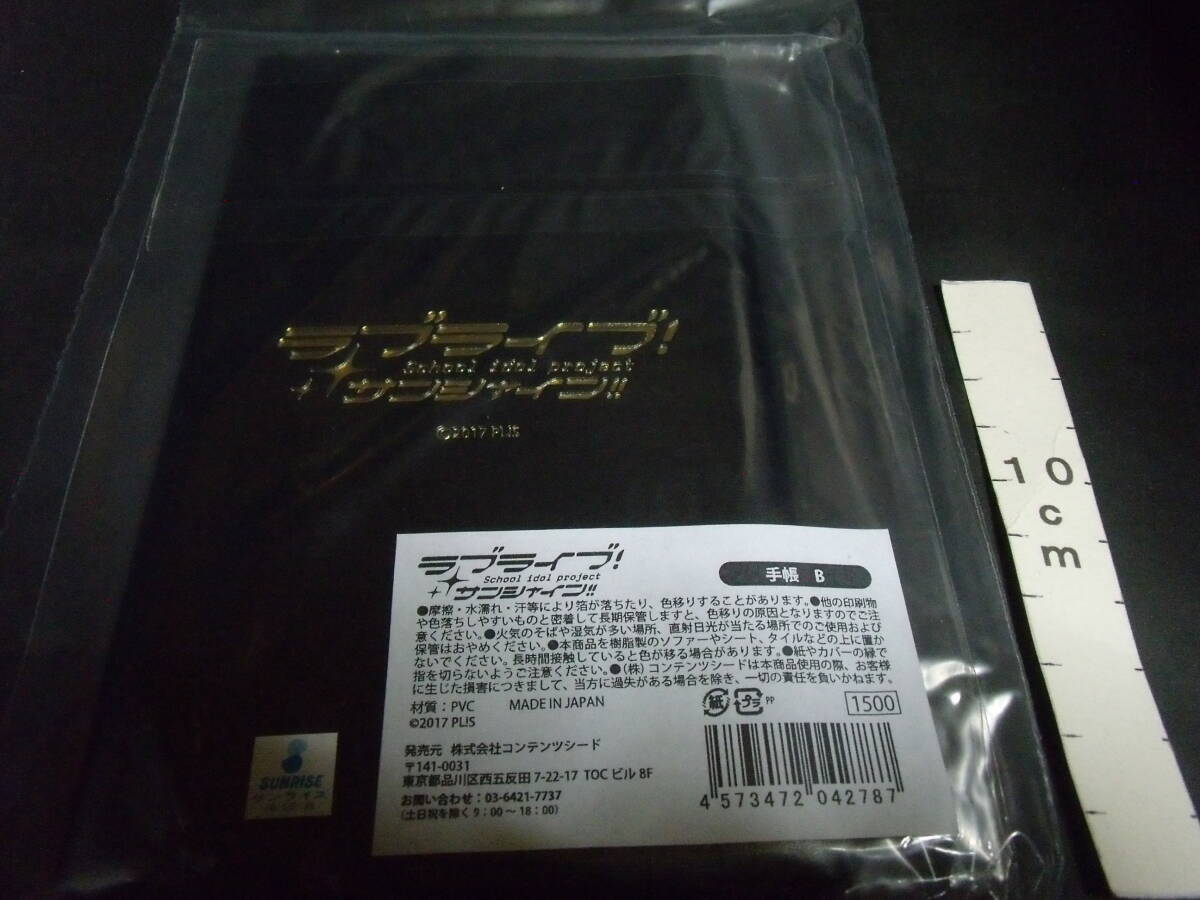 ラブライブ!
School idol project
サンシャイン!!
©2017 PL!S
ラブライブ!
School idol project
サンシャイン!!
手帳 B
●摩擦・水濡れ・汗等により箔が落ちたり、色移りすることがあります。●他の印刷物
や色落ちしやすいものと密着して長期保管しますと、色移りの原因となりますのでご注
意ください。●火気のそばや湿気が多い場所、直射日光が当たる場所でのご使用および
保管はおやめください。●本商品を樹脂製のソファーやシート、タイルなどの上に置か
ないでください。長時間接触していると色が移る場合があります。●紙やカバーの縁で
指を切らないようご注意ください。●(株)コンテンツシードは本商品使用の際、お客様
に生じた損害につきまして、当方に過失がある場合を除き、一切の責任を負いかねます。
材質：PVC MADE IN JAPAN
©2017 PL!S
紙 プラ PP
1500
発売元 株式会社コンテンツシード
〒141-0031
東京都品川区西五反田 7-22-17 TOC ビル 8F
お問い合わせ：03-6421-7737
(土日祝を除く 9：00 ～ 18：00)
4 573472 042787
SUNRISE
サンライズ
10
cm